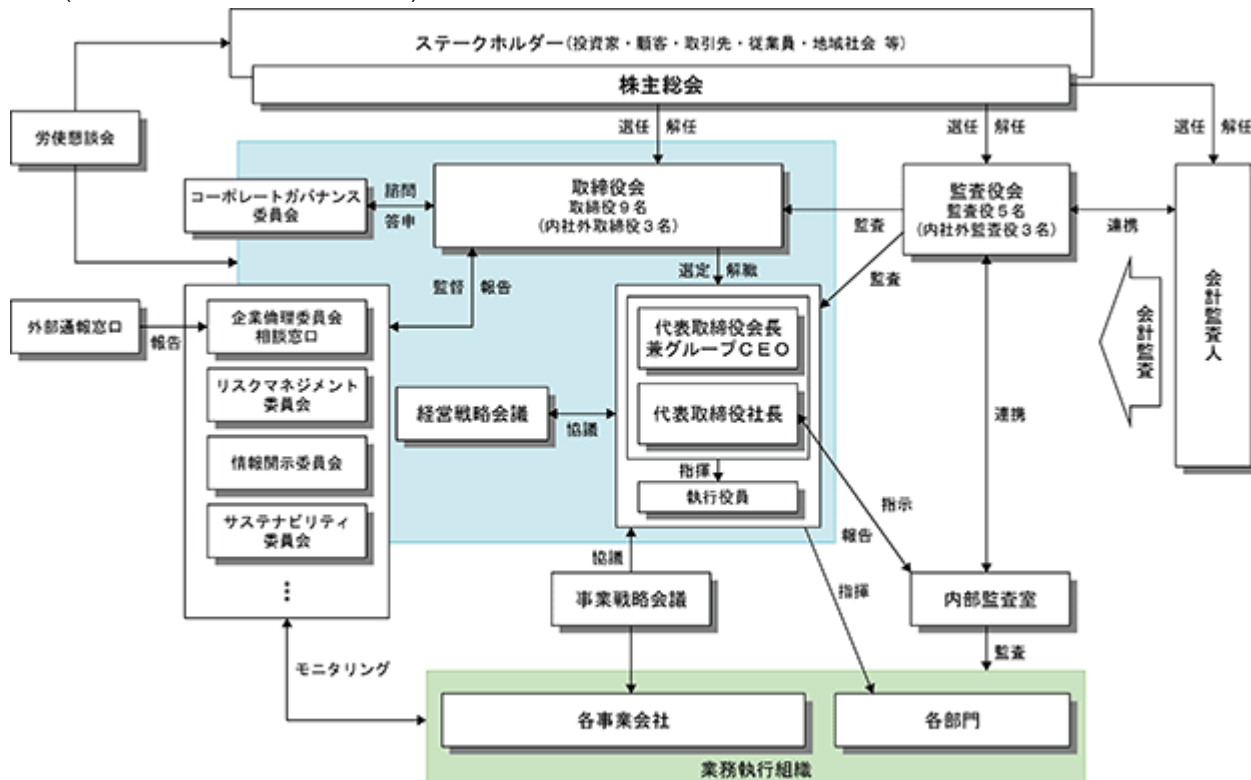 ステークホルダー(投資家・顧客・取引先・従業員・地域社会 等)
株主総会
労使懇談会
選任 解任
選任 解任
選任 解任
コーポレートガバナンス
委員会
諮問
答申
取締役会
取締役9名
(内社外取締役3名)
監査
監査役会
監査役5名
(内社外監査役3名)
連携
会計監査人
監督 報告
選定 解職
監査
会計監査
外部通報窓口
報告
企業倫理委員会
相談窓口
リスクマネジメント
委員会
情報開示委員会
サステナビリティ
委員会
⋮
経営戦略会議
協議
代表取締役会長
兼グループCEO
代表取締役社長
指揮
執行役員
連携
指示
報告
協議
事業戦略会議
指揮
内部監査室
監査
モニタリング
各事業会社
各部門
業務執行組織